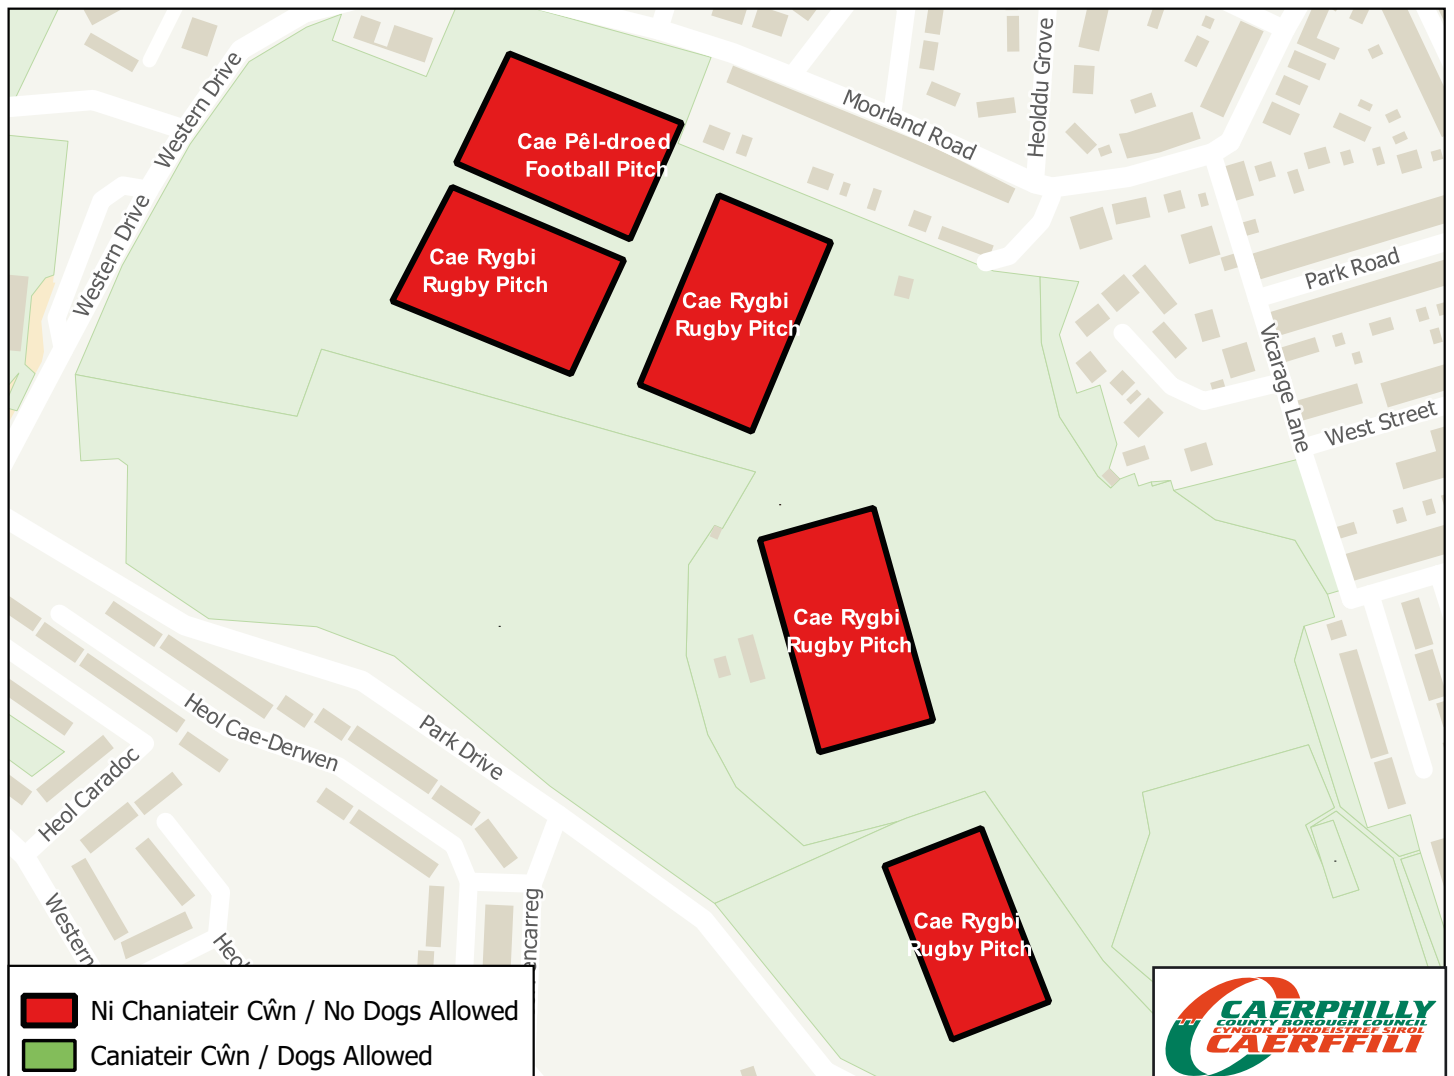 Western Drive
Western Drive
Moorland Road
Heolddu Grove
Park Road
Vicarage Lane
West Street
Cae Pêl-droed
Football Pitch
Cae Rygbi
Rugby Pitch
Cae Rygbi
Rugby Pitch
Cae Rygbi
Rugby Pitch
Cae Rygbi
Rugby Pitch
Heol Cae-Derwen
Park Drive
Heol Caradoc
Western
Heol
encarreg
Ni Chaniateir Cŵn / No Dogs Allowed
Caniateir Cŵn / Dogs Allowed
CAERPHILLY
COUNTY BOROUGH COUNCIL
CYNGOR BWRDEISTREF SIROL
CAERFFILI